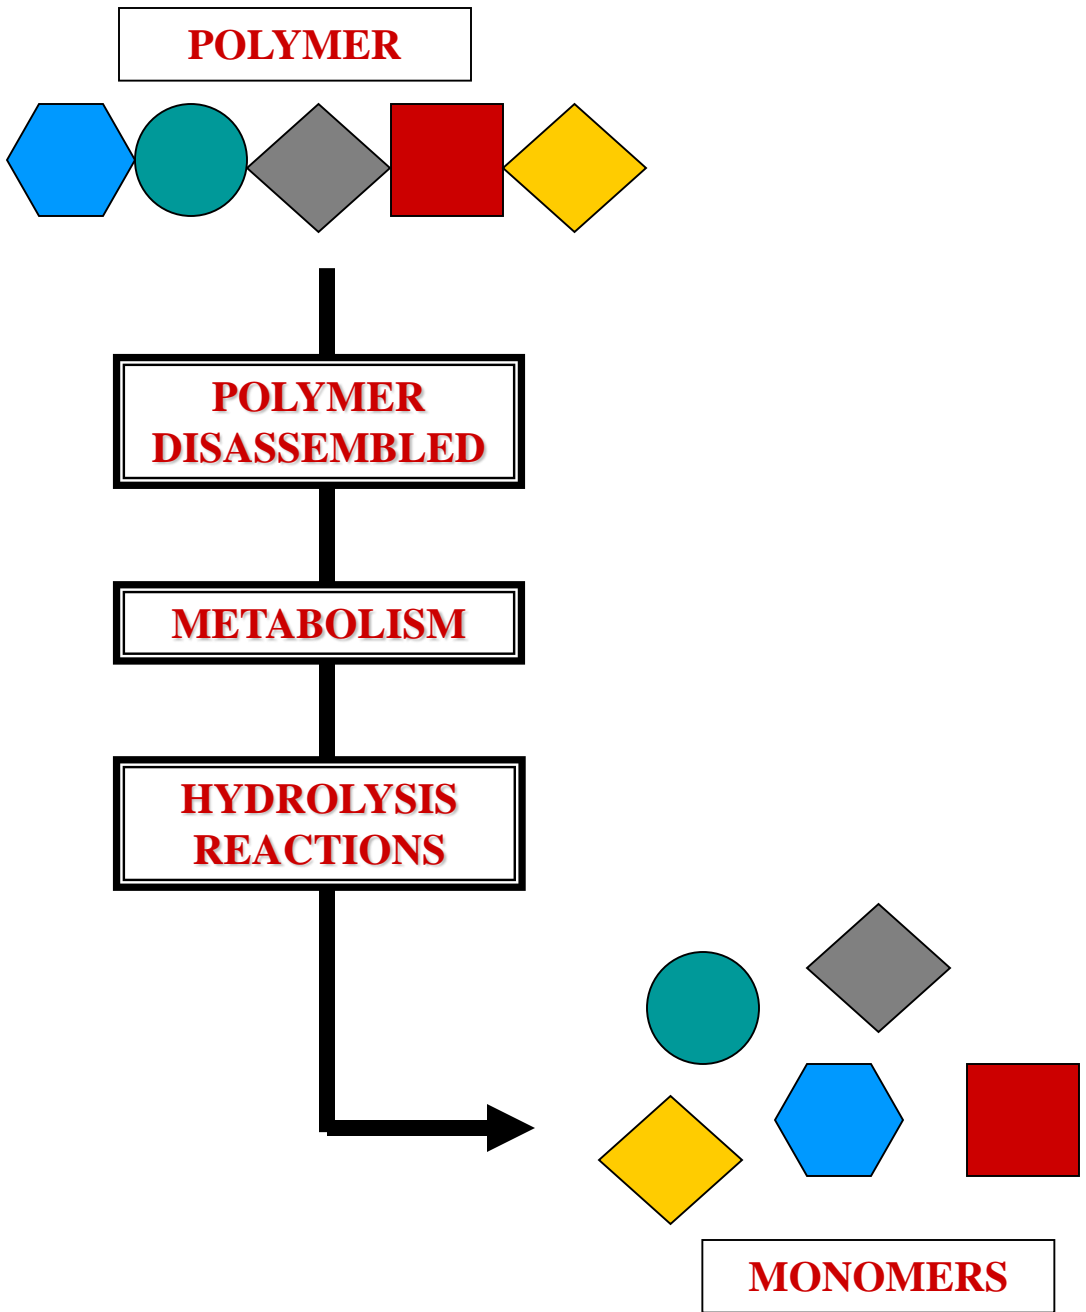 POLYMER
POLYMER
DISASSEMBLED
METABOLISM
HYDROLYSIS
REACTIONS
MONOMERS